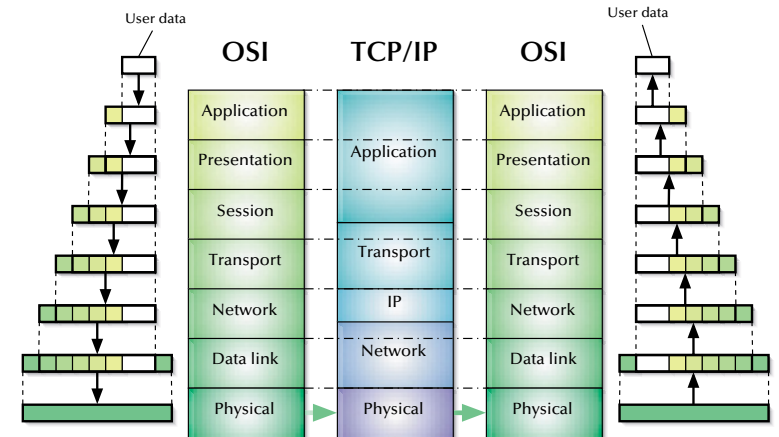 User data
User data
OSI
TCP/IP
OSI
Application
Presentation
Session
Transport
Network
Data link
Physical
Application
Transport
IP
Network
Physical
Application
Presentation
Session
Transport
Network
Data link
Physical